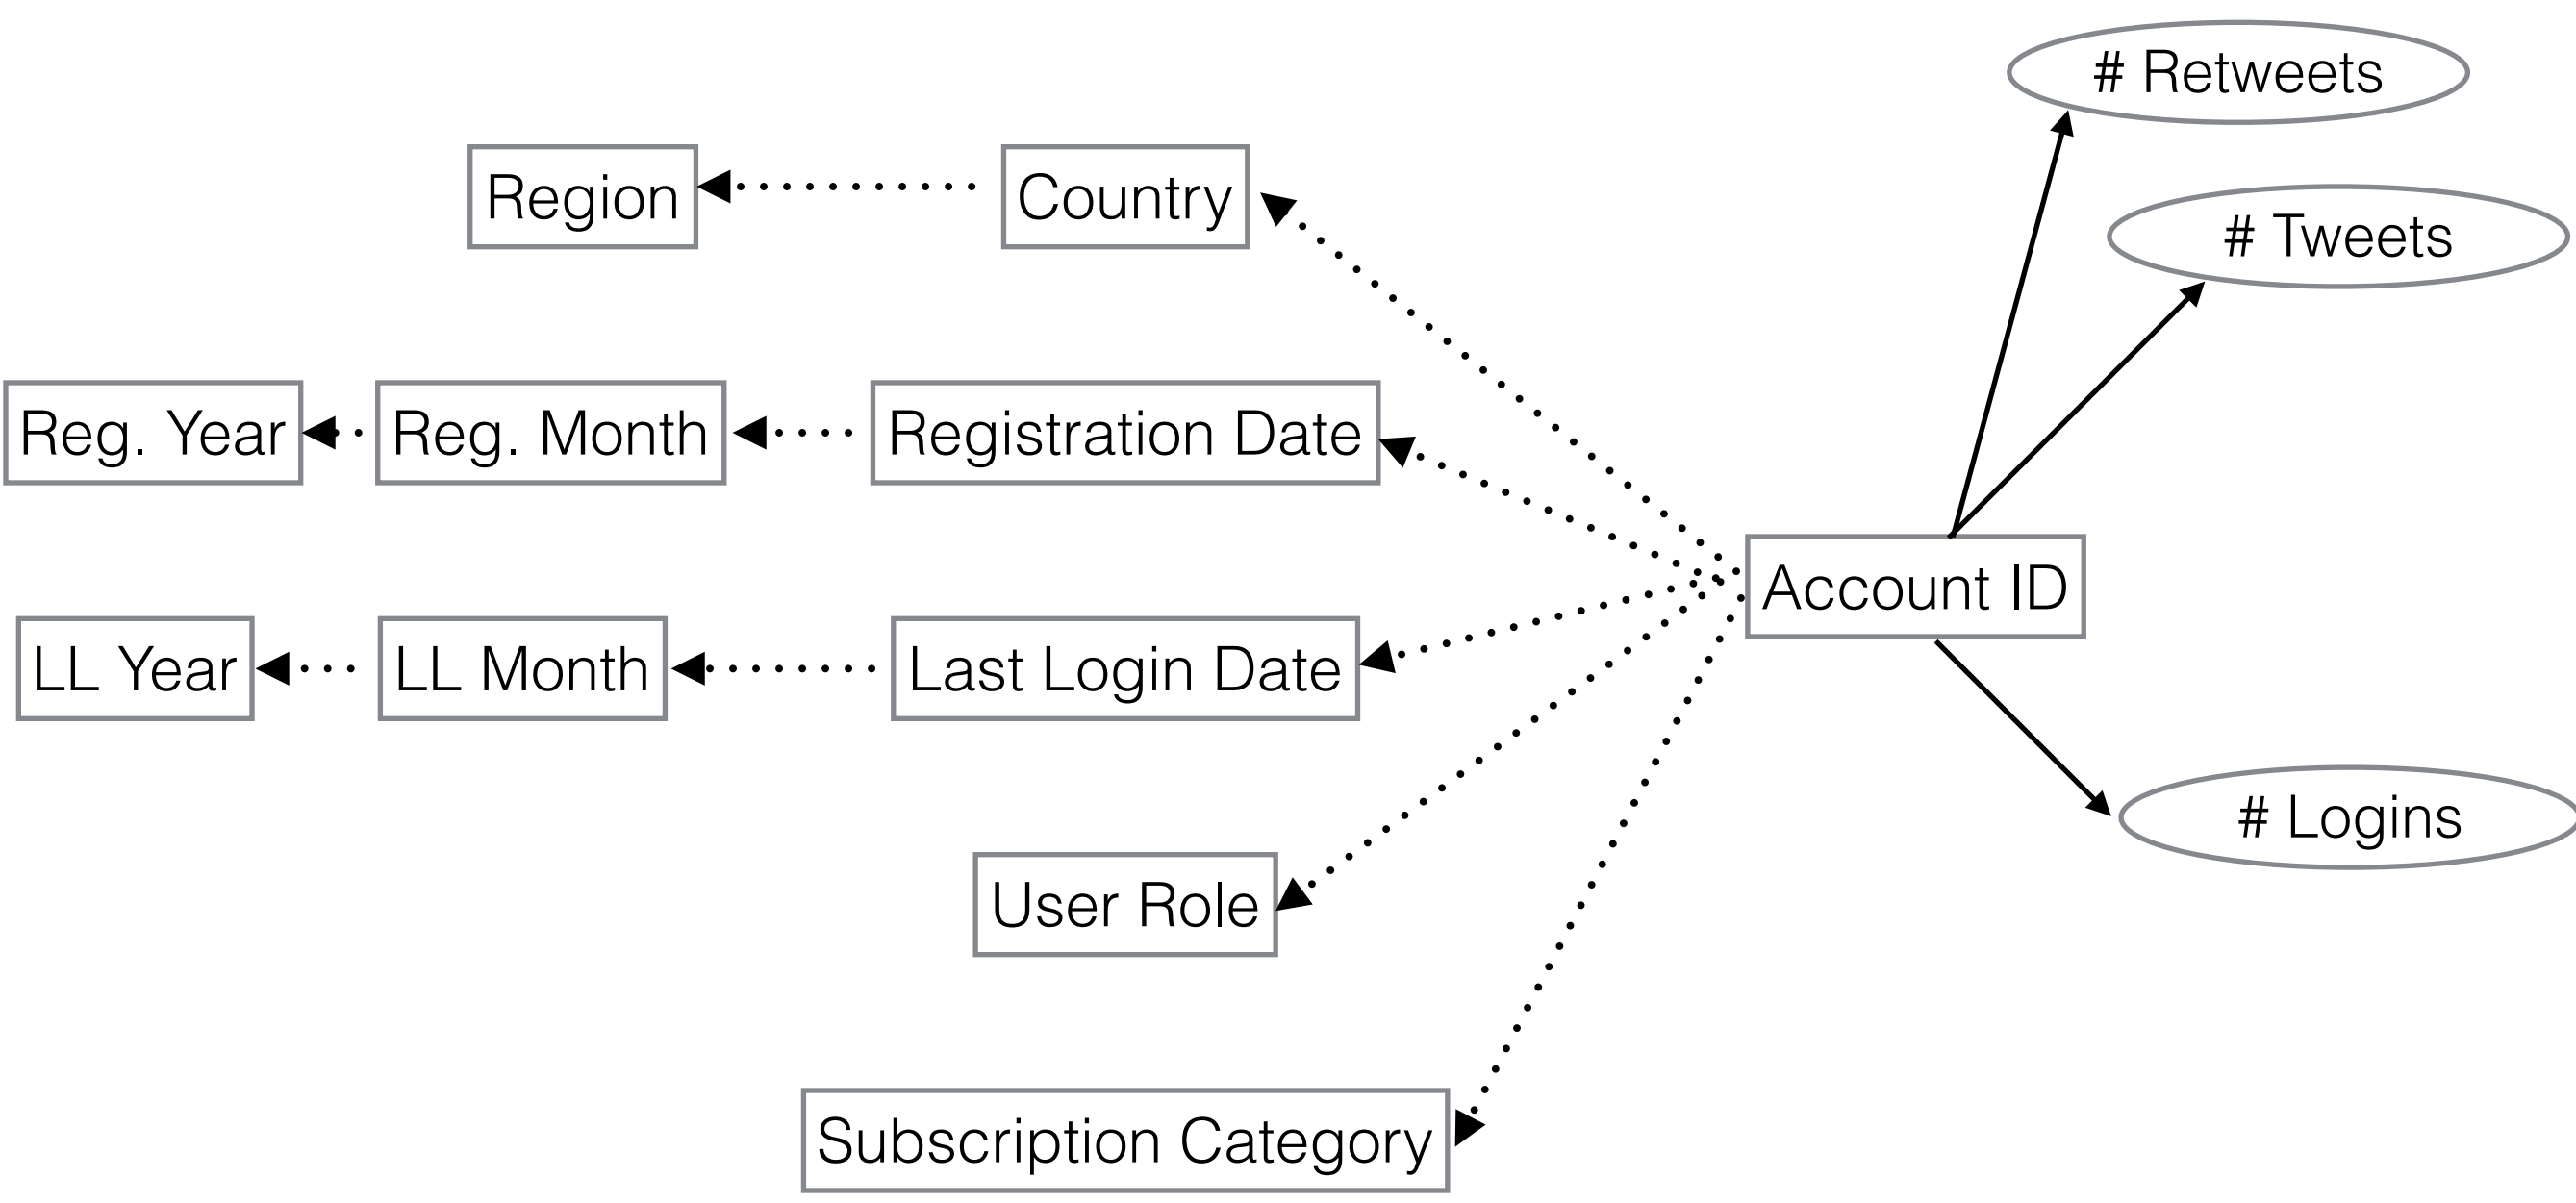 # Retweets
# Tweets
Region
Country
Reg. Year
Reg. Month
Registration Date
Account ID
LL Year
LL Month
Last Login Date
# Logins
User Role
Subscription Category